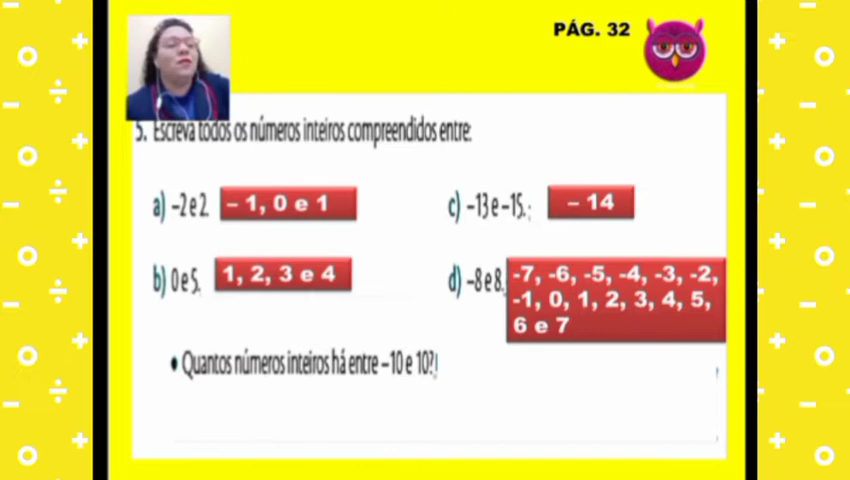 PÁG. 32
5. Escreva todos os números inteiros compreendidos entre:
a) –2 e 2. – 1, 0 e 1
c) –13 e –15. ; – 14
b) 0 e 5. 1, 2, 3 e 4
d) –8 e 8. -7, -6, -5, -4, -3, -2,
-1, 0, 1, 2, 3, 4, 5,
6 e 7
• Quantos números inteiros há entre –10 e 10?